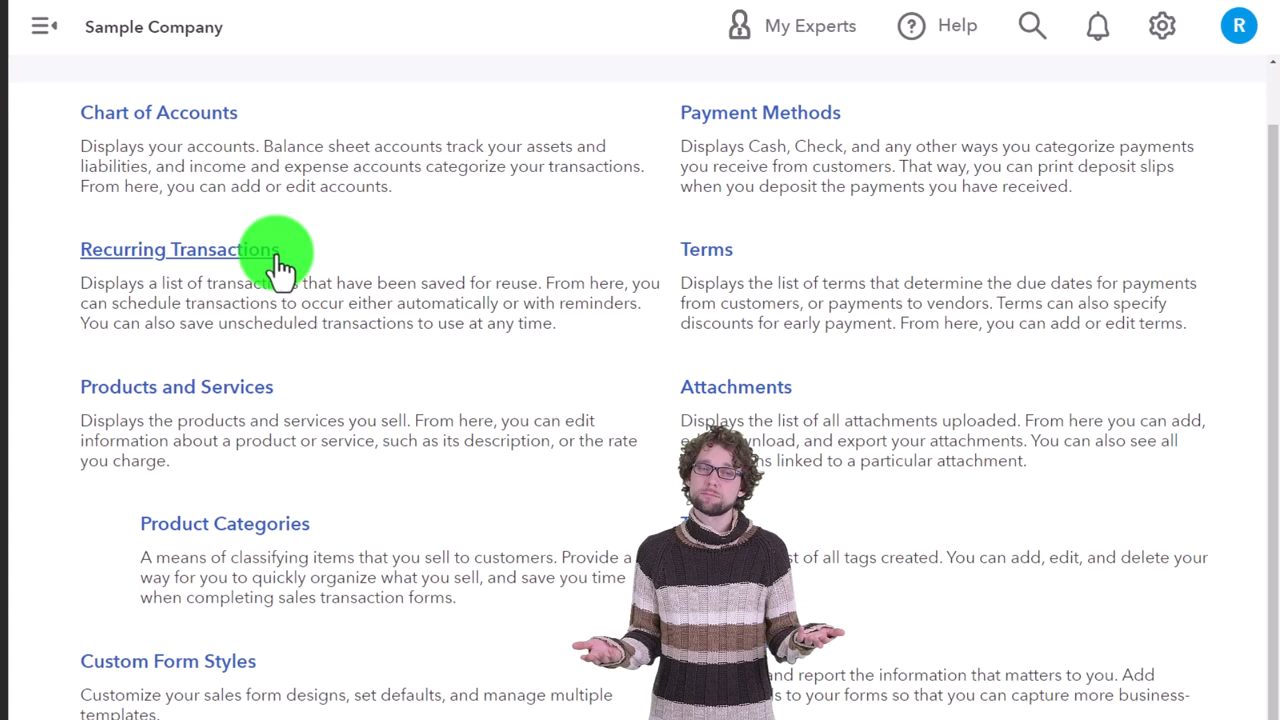 Sample Company
My Experts
Help
R
Chart of Accounts
Displays your accounts. Balance sheet accounts track your assets and
liabilities, and income and expense accounts categorize your transactions.
From here, you can add or edit accounts.
Recurring Transactions
Displays a list of that have been saved for reuse. From here, you
can schedule transactions to occur either automatically or with reminders.
You can also save unscheduled transactions to use at any time.
Products and Services
Displays the products and services you sell. From here, you can edit
information about a product or service, such as its description, or the rate
you charge.
Product Categories
A means of classifying items that you sell to customers. Provide a
way for you to quickly organize what you sell, and save you time
when completing sales transaction forms.
Custom Form Styles
Customize your sales form designs, set defaults, and manage multiple
templates.
Payment Methods
Displays Cash, Check, and any other ways you categorize payments
you receive from customers. That way, you can print deposit slips
when you deposit the payments you have received.
Terms
Displays the list of terms that determine the due dates for payments
from customers, or payments to vendors. Terms can also specify
discounts for early payment. From here, you can add or edit terms.
Attachments
Displays the list of all attachments uploaded. From here you can add,
and export your attachments. You can also see all
linked to a particular attachment.
of all tags created. You can add, edit, and delete your
and report the information that matters to you. Add
to your forms so that you can capture more business-